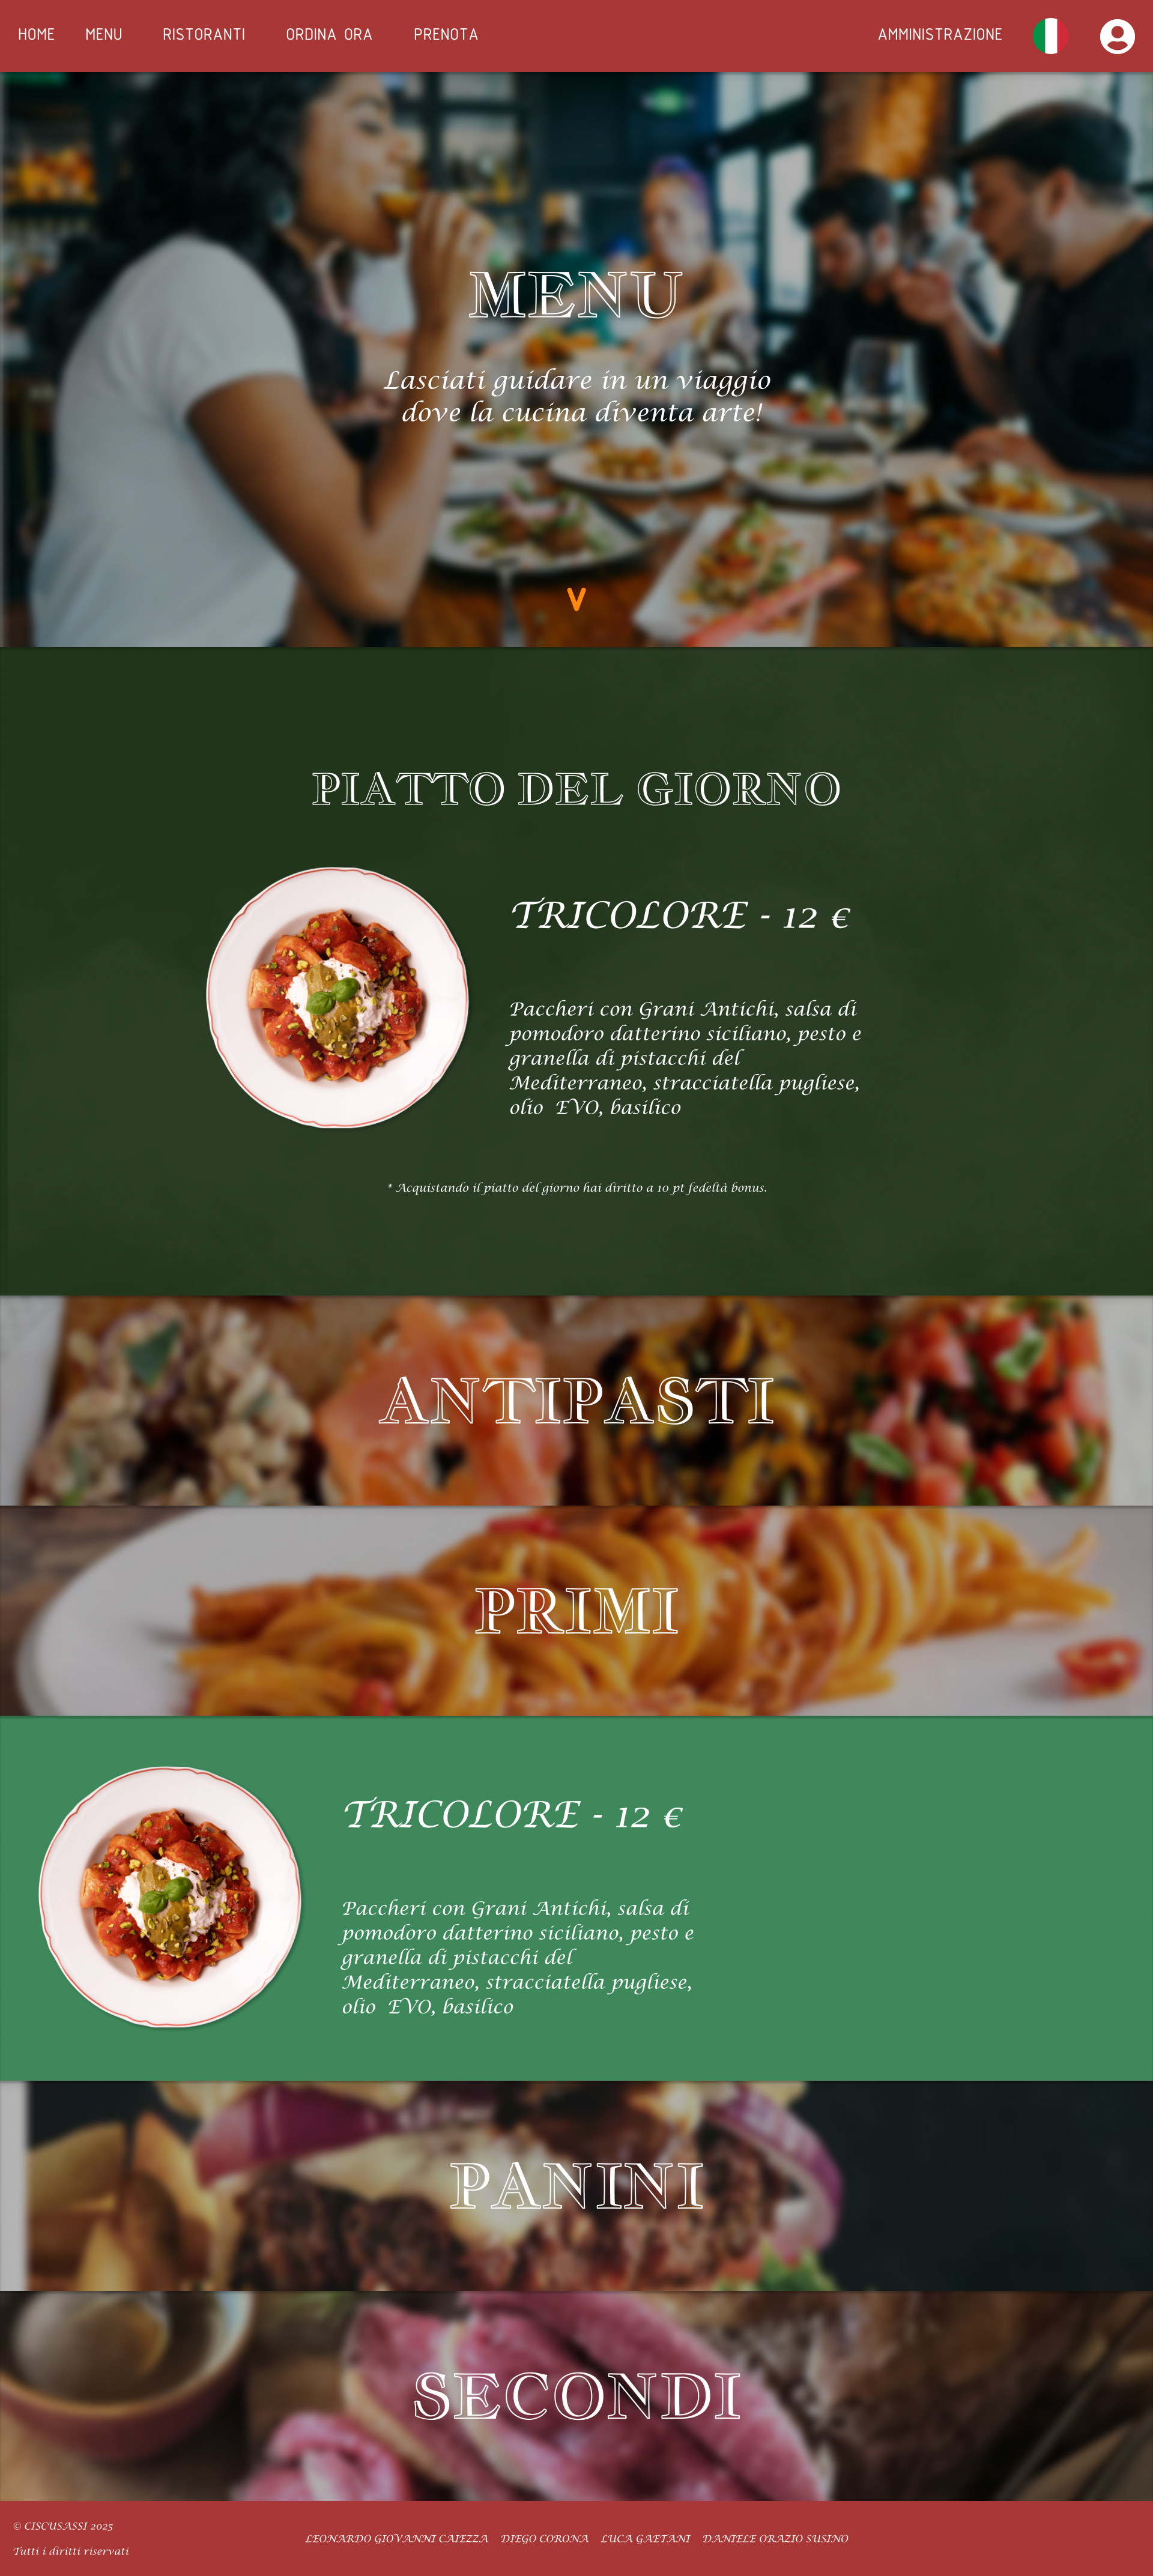 HOME MENU RISTORANTI ORDINA ORA PRENOTA AMMINISTRAZIONE
MENU
Lasciati guidare in un viaggio
dove la cucina diventa arte!
V
PIATTO DEL GIORNO
TRICOLORE - 12 €
Paccheri con Grani Antichi, salsa di
pomodoro datterino siciliano, pesto e
granella di pistacchi del
Mediterraneo, stracciatella pugliese,
olio  EVO, basilico
* Acquistando il piatto del giorno hai diritto a 10 pt fedeltà bonus.
ANTIPASTI
PRIMI
TRICOLORE - 12 €
Paccheri con Grani Antichi, salsa di
pomodoro datterino siciliano, pesto e
granella di pistacchi del
Mediterraneo, stracciatella pugliese,
olio  EVO, basilico
PANINI
SECONDI
© CISCUSASSI 2025
Tutti i diritti riservati
LEONARDO GIOVANNI CAIEZZA DIEGO CORONA LUCA GAETANI DANIELE ORAZIO SUSINO